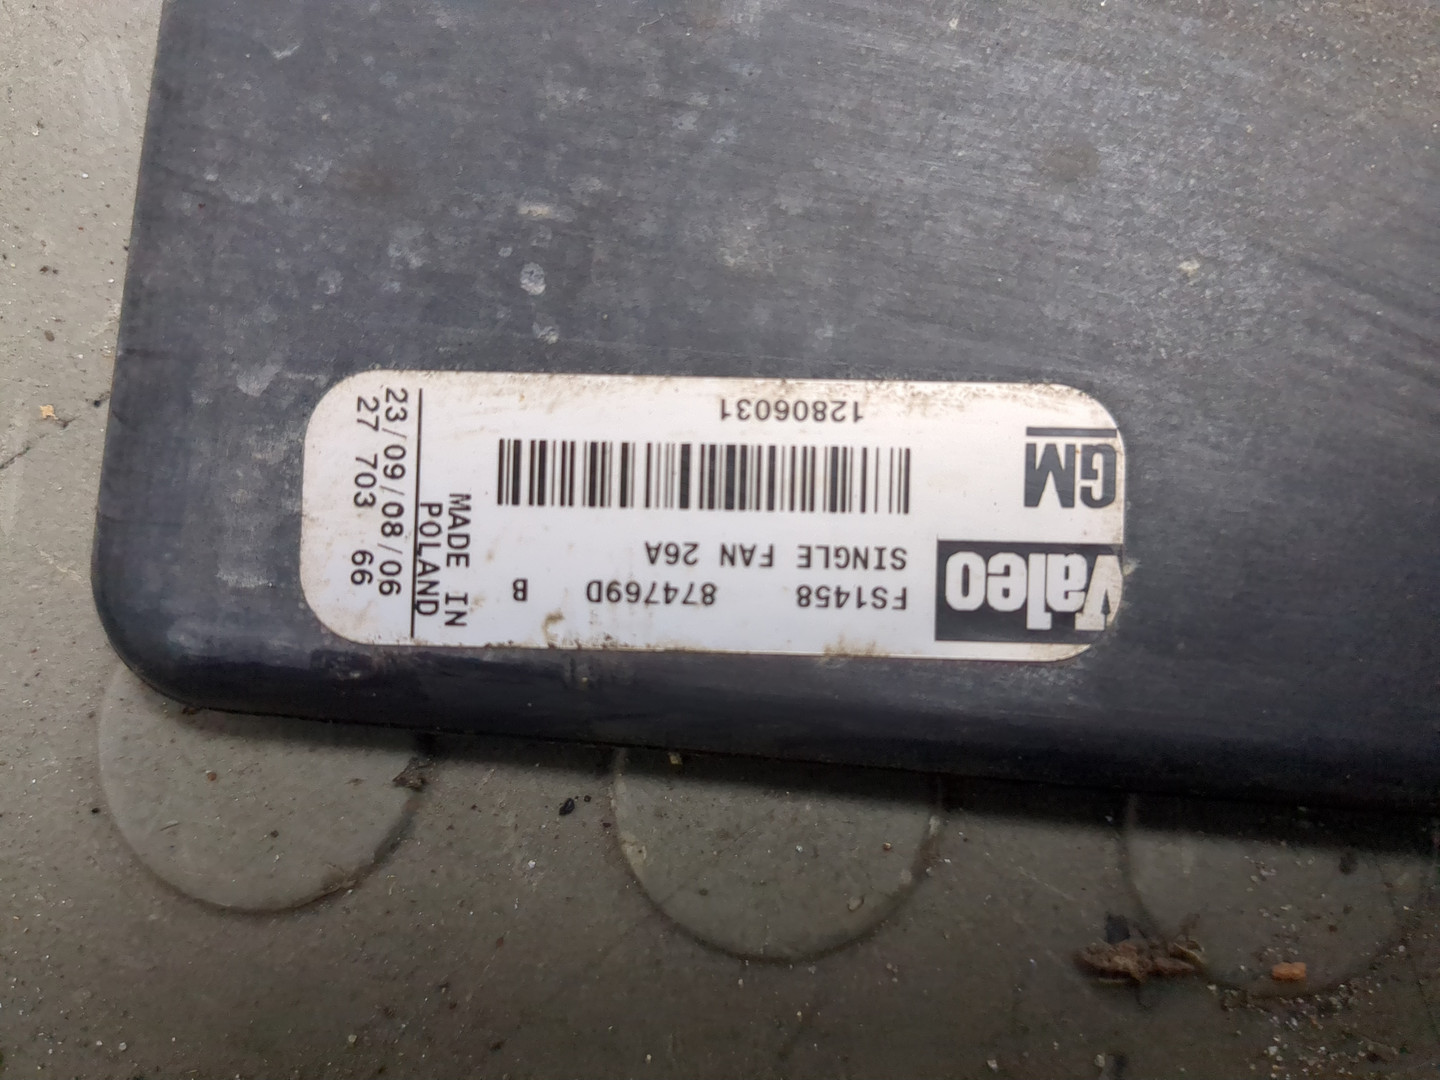 Valeo
GM
FS1458 874769D B
SINGLE FAN 26A
12806031
MADE IN
POLAND
23/09/08/06
27 703 66